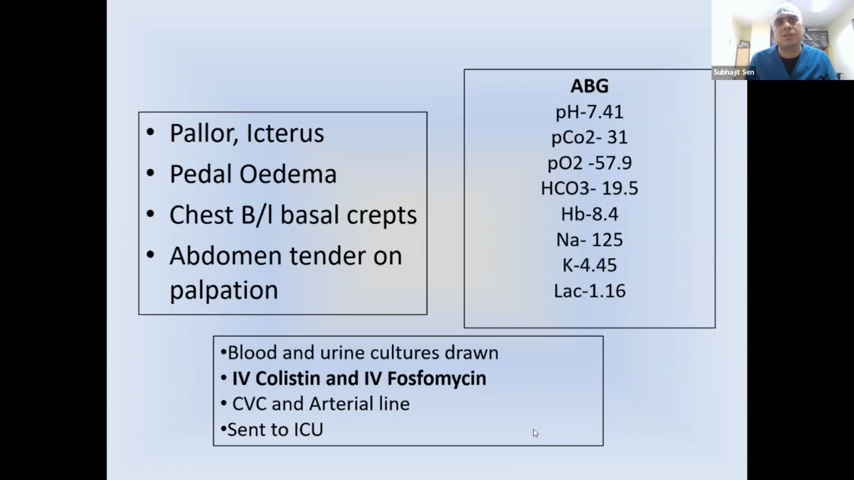 Subhajit Sen
• Pallor, Icterus
• Pedal Oedema
• Chest B/l basal crepts
• Abdomen tender on
palpation
ABG
pH-7.41
pCo2- 31
pO2 -57.9
HCO3- 19.5
Hb-8.4
Na- 125
K-4.45
Lac-1.16
•Blood and urine cultures drawn
• IV Colistin and IV Fosfomycin
• CVC and Arterial line
•Sent to ICU